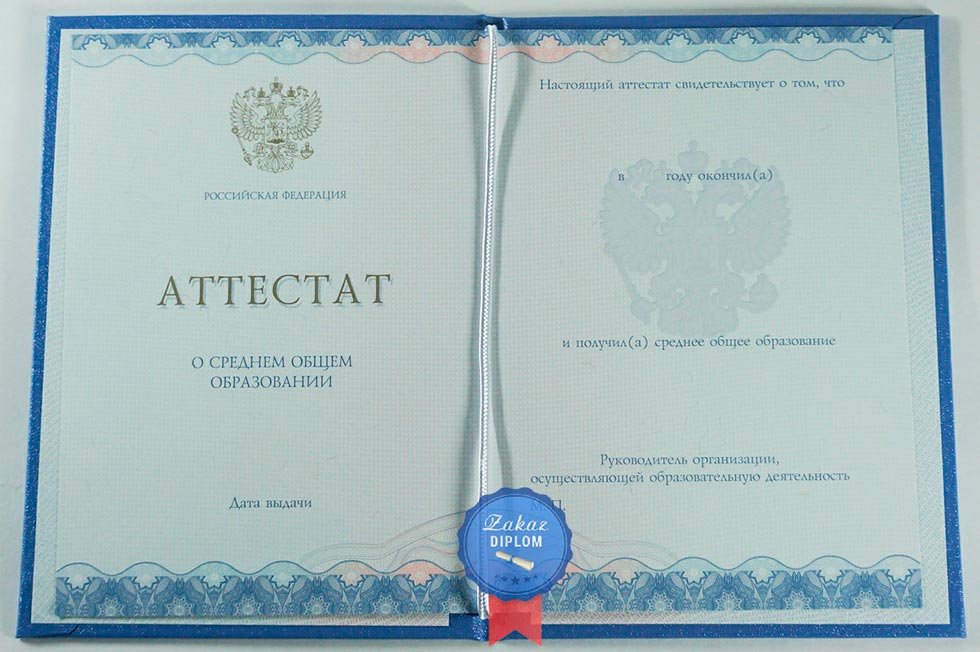 РОССИЙСКАЯ ФЕДЕРАЦИЯ
АТТЕСТАТ
О СРЕДНЕМ ОБЩЕМ
ОБРАЗОВАНИИ
Дата выдачи
Настоящий аттестат свидетельствует о том, что
в году окончил(а)
и получил(а) среднее общее образование
Руководитель организации,
осуществляющей образовательную деятельность
М.П.
Zakaz
DIPLOM